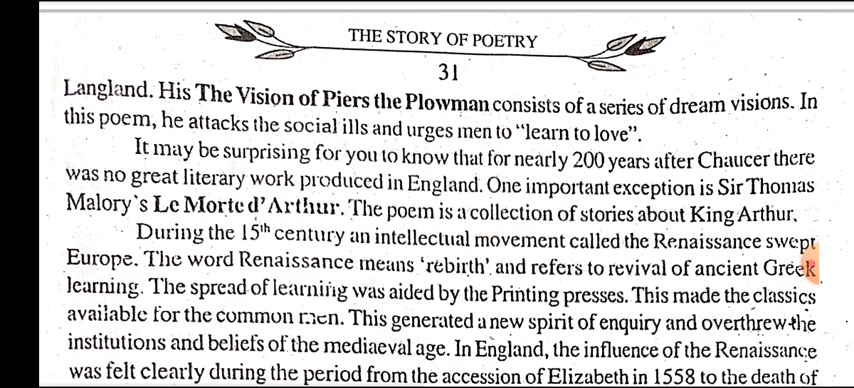 THE STORY OF POETRY
31
Langland. His The Vision of Piers the Plowman consists of a series of dream visions. In
this poem, he attacks the social ills and urges men to “learn to love”.
It may be surprising for you to know that for nearly 200 years after Chaucer there
was no great literary work produced in England. One important exception is Sir Thomas
Malory’s Le Morte d’Arthur. The poem is a collection of stories about King Arthur.
During the 15th century an intellectual movement called the Renaissance swept
Europe. The word Renaissance means ‘rebirth’ and refers to revival of ancient Greek
learning. The spread of learning was aided by the Printing presses. This made the classics
available for the common men. This generated a new spirit of enquiry and overthrew the
institutions and beliefs of the mediaeval age. In England, the influence of the Renaissance
was felt clearly during the period from the accession of Elizabeth in 1558 to the death of